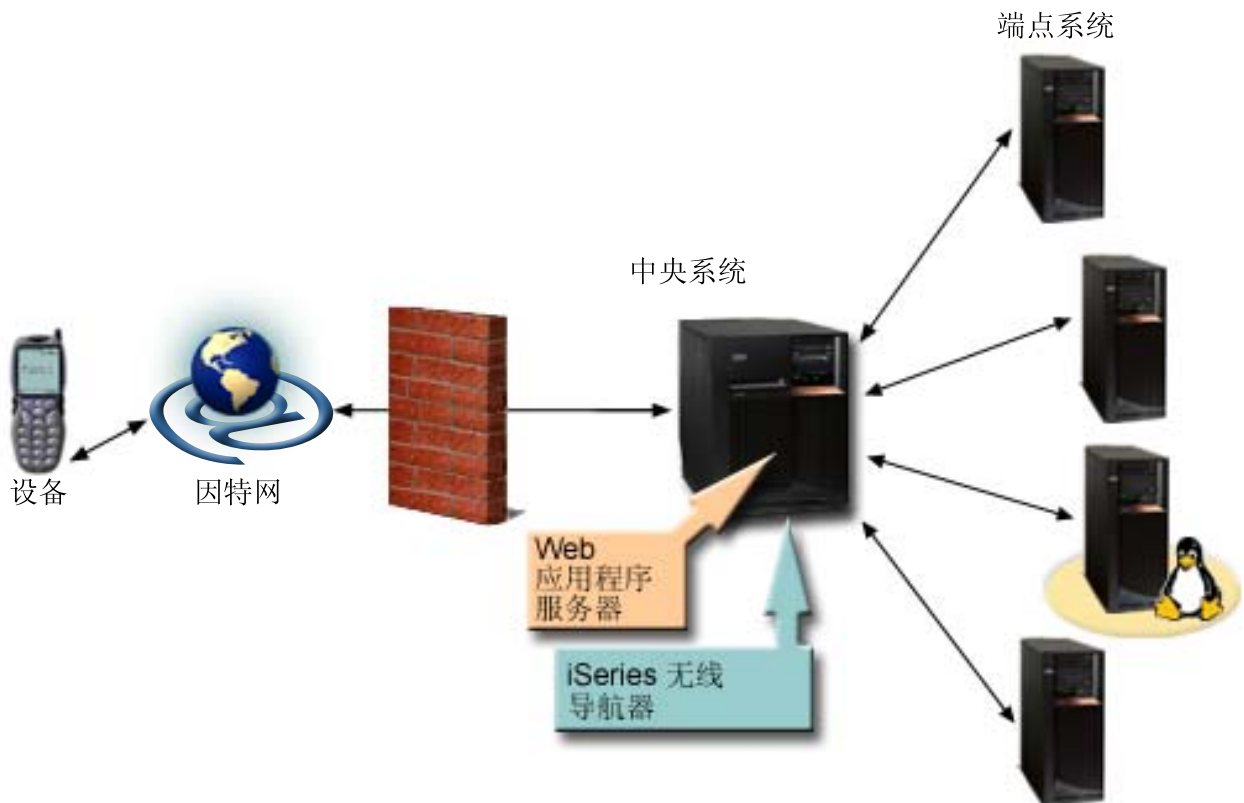 端点系统
中央系统
设备
因特网
Web
应用程序
服务器
iSeries 无线
导航器